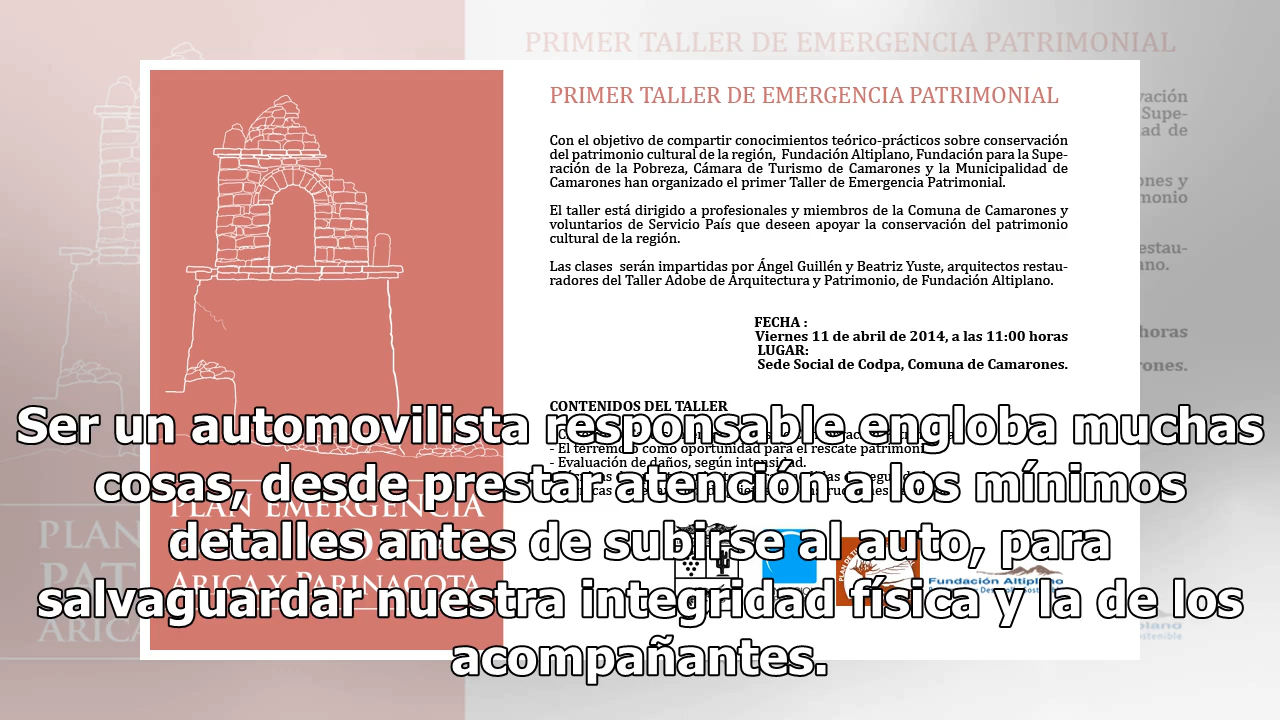 PRIMER TALLER DE EMERGENCIA PATRIMONIAL
PRIMER TALLER DE EMERGENCIA PATRIMONIAL
Con el objetivo de compartir conocimientos teórico-prácticos sobre conservación
del patrimonio cultural de la región, Fundación Altiplano, Fundación para la Supe-
ración de la Pobreza, Cámara de Turismo de Camarones y la Municipalidad de
Camarones han organizado el primer Taller de Emergencia Patrimonial.
El taller está dirigido a profesionales y miembros de la Comuna de Camarones y
voluntarios de Servicio País que deseen apoyar la conservación del patrimonio
cultural de la región.
Las clases serán impartidas por Ángel Guillén y Beatriz Yuste, arquitectos restau-
radores del Taller Adobe de Arquitectura y Patrimonio, de Fundación Altiplano.
FECHA :
Viernes 11 de abril de 2014, a las 11:00 horas
LUGAR:
Sede Social de Codpa, Comuna de Camarones.
CONTENIDOS DEL TALLER
- El terremoto como oportunidad para el rescate patrimoni
- Evaluación de daños, según intensidad.
Ser un automovilista responsable engloba muchas
cosas, desde prestar atención a los mínimos
detalles antes de subirse al auto, para
salvaguardar nuestra integridad física y la de los
acompañantes.
PLAN EMERGENCIA
ARICA Y PARINACOTA
Fundación Altiplano